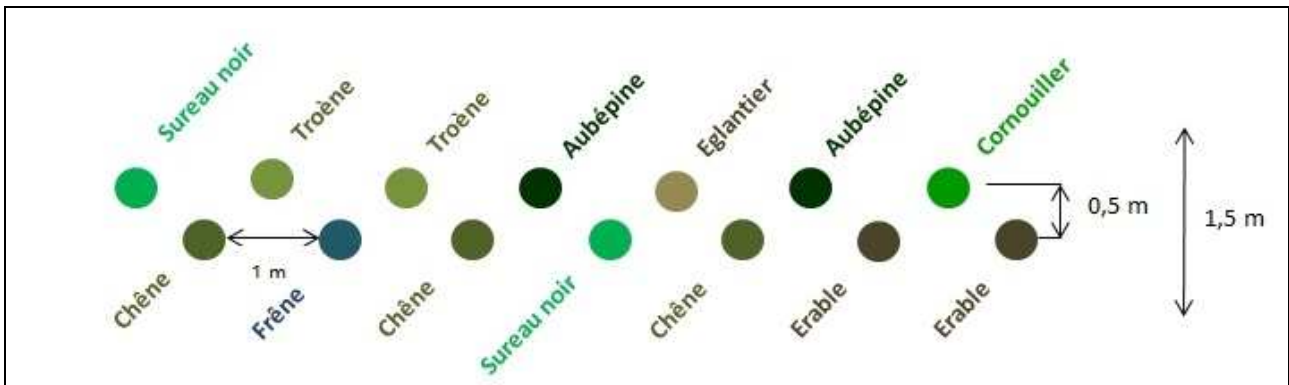 Sureau noir
Troène
Troène
Aubépine
Eglantier
Aubépine
Cornouiller
0,5 m
1,5 m
1 m
Chêne
Frêne
Chêne
Sureau noir
Chêne
Erable
Erable